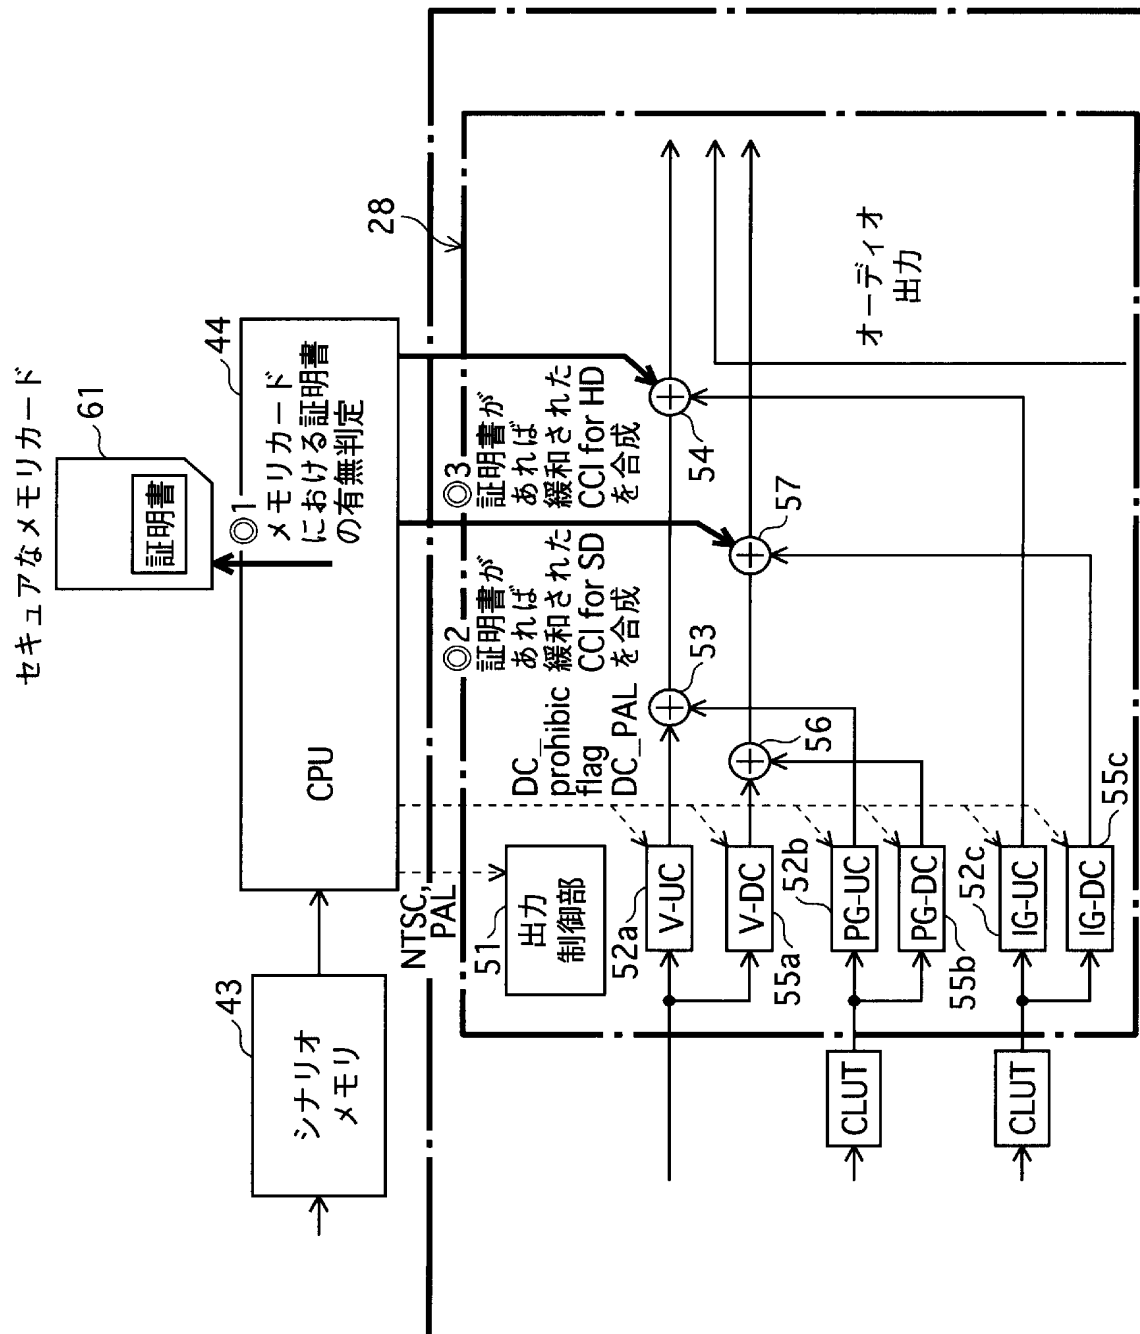 セキュアなメモリカード
61
証明書
44
◎1
メモリカード
における証明書
の有無判定
CPU
43
シナリオ
メモリ
28
◎3
証明書が
あれば
緩和された
CCI for HD
を合成
◎2
証明書が
あれば
緩和された
CCI for SD
を合成
DC_
prohibic
flag
DC_PAL
NTSC,
PAL
51
出力
制御部
53
54
56
57
オーディオ
出力
52a
V-UC
V-DC
55a
52b
PG-UC
PG-DC
55b
52c
IG-UC
IG-DC
55c
CLUT
CLUT